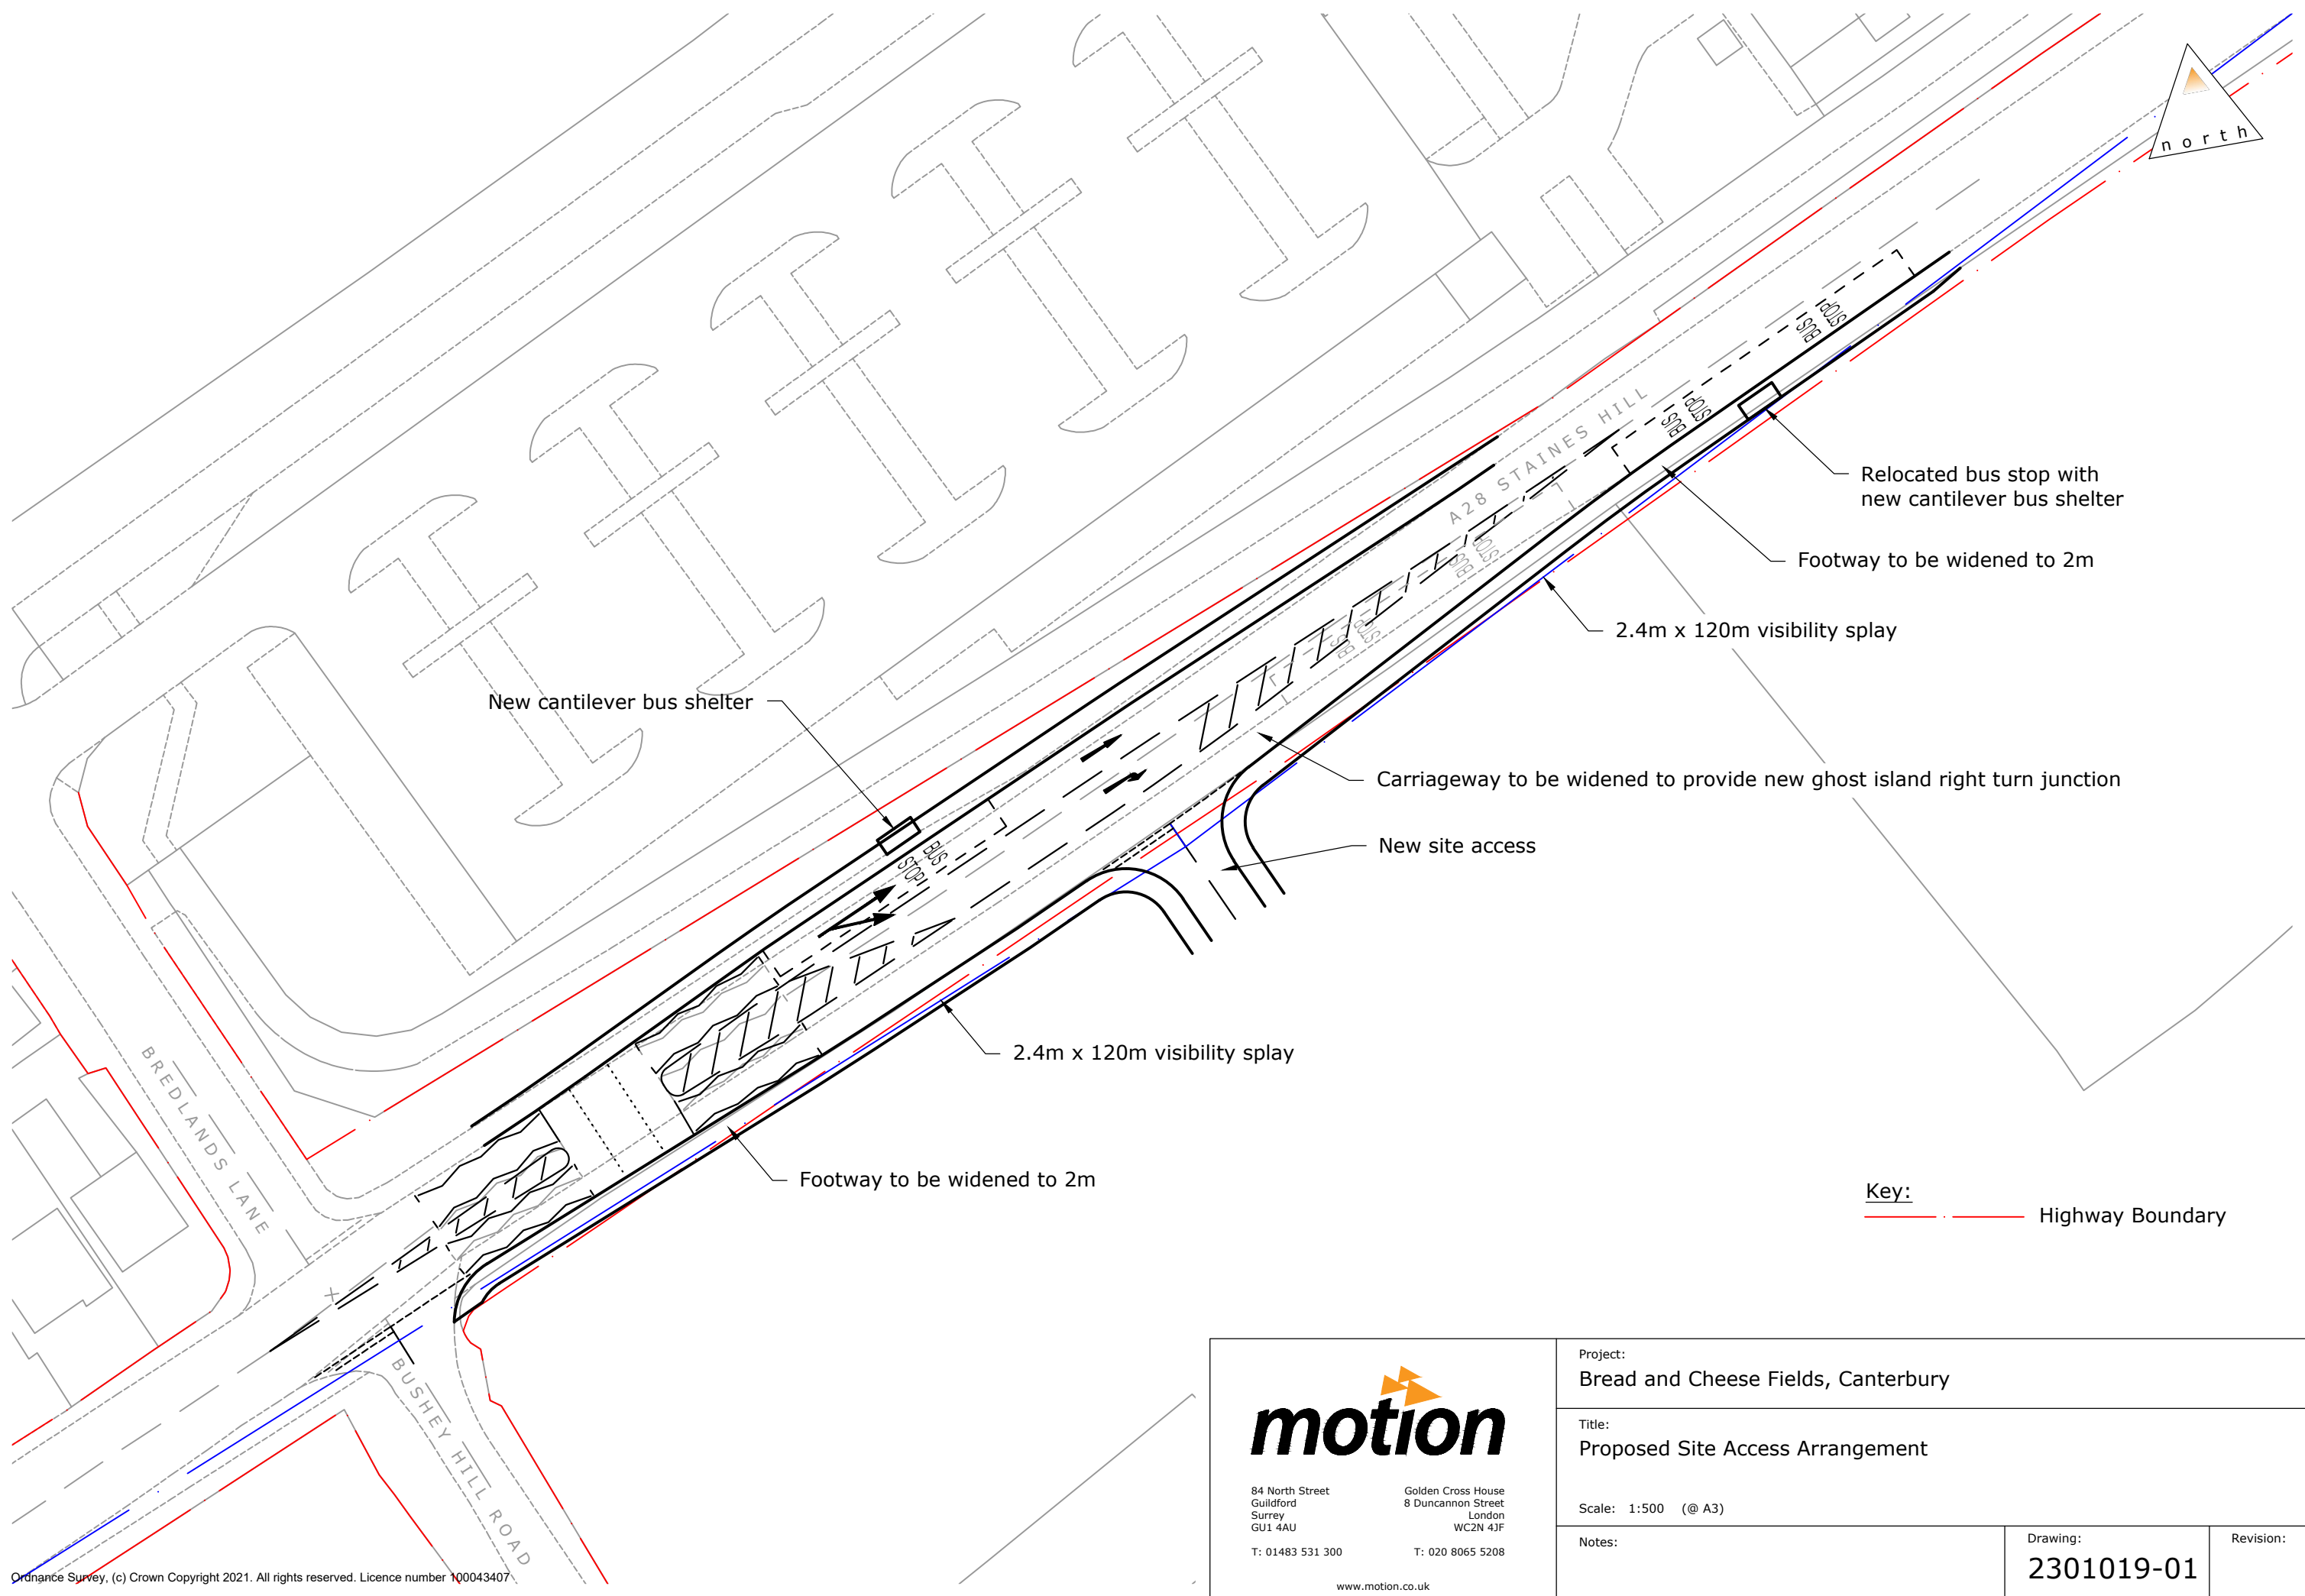 north
BUS
STOP
BUS
STOP
A28 STAINES HILL
Relocated bus stop with
new cantilever bus shelter
BUS
STOP
Footway to be widened to 2m
2.4m x 120m visibility splay
BUS
STOP
New cantilever bus shelter
Carriageway to be widened to provide new ghost island right turn junction
New site access
BUS
STOP
2.4m x 120m visibility splay
BREDLANDS LANE
Footway to be widened to 2m
Key:
Highway Boundary
BUSHEY HILL ROAD
motion
84 North Street
Guildford
Surrey
GU1 4AU
T: 01483 531 300
Golden Cross House
8 Duncannon Street
London
WC2N 4JF
T: 020 8065 5208
www.motion.co.uk
Project:
Bread and Cheese Fields, Canterbury
Title:
Proposed Site Access Arrangement
Scale: 1:500 (@ A3)
Notes:
Drawing:
2301019-01
Revision:
Ordnance Survey, (c) Crown Copyright 2021. All rights reserved. Licence number 100043407